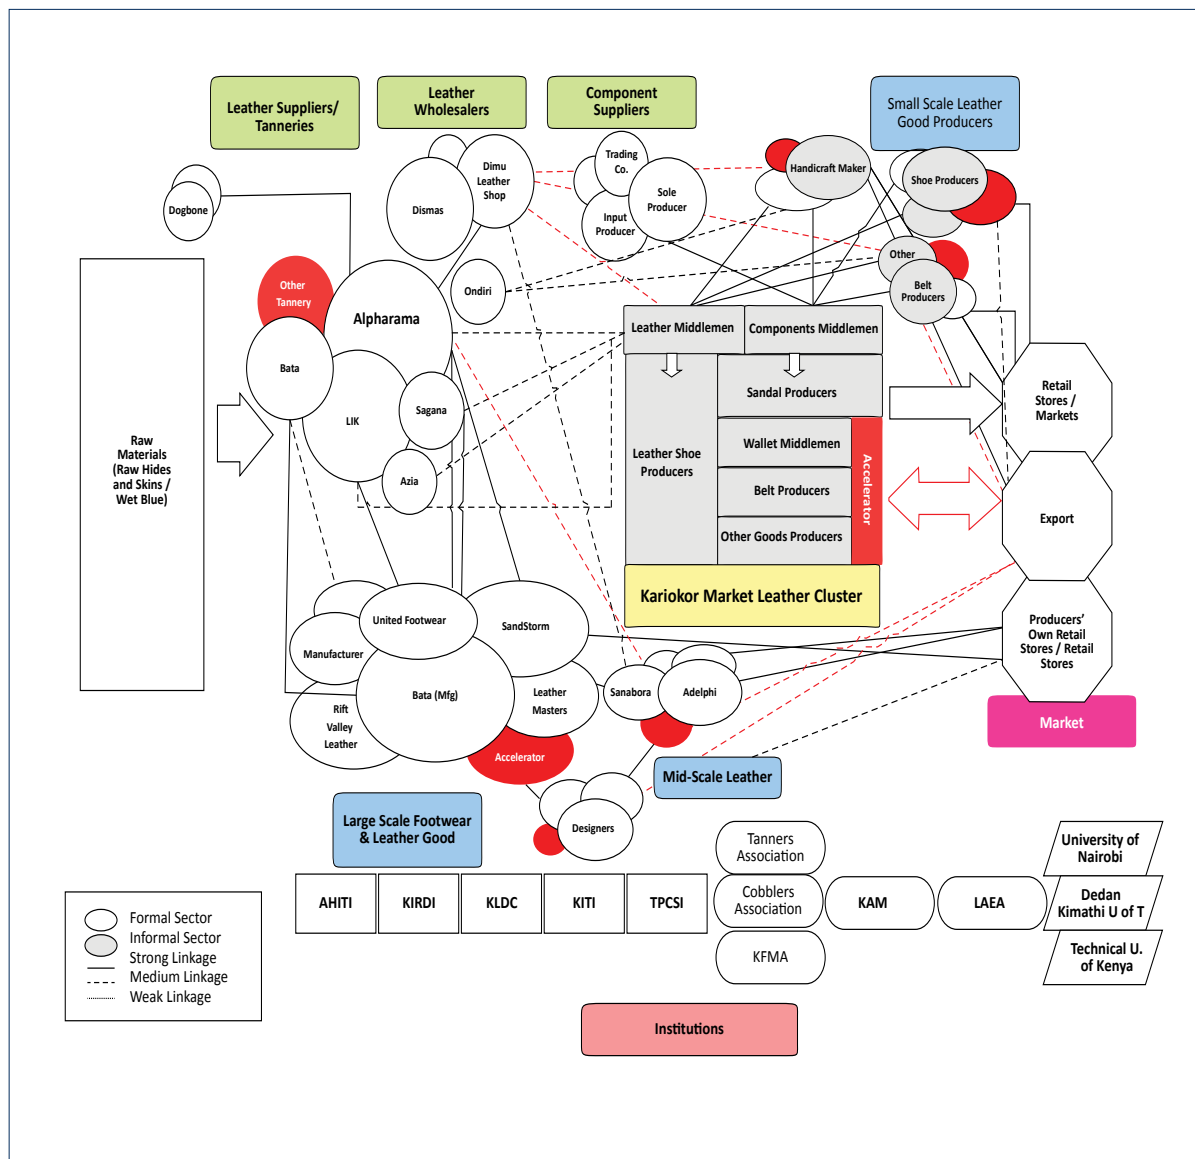 Leather Suppliers/
Tanneries
Leather
Wholesalers
Component
Suppliers
Small Scale Leather
Good Producers
Dogbone
Dismas
Dimu
Leather
Shop
Trading
Co.
Input
Producer
Sole
Producer
Handicraft Maker
Shoe Producers
Other
Belt
Producers
Other
Tannery
Alpharama
Ondiri
Bata
LIK
Sagana
Azia
Raw
Materials
(Raw Hides
and Skins /
Wet Blue)
Leather Middlemen
Components Middlemen
Sandal Producers
Leather Shoe
Producers
Wallet Middlemen
Belt Producers
Other Goods Producers
Accelerator
Kariokor Market Leather Cluster
Retail
Stores /
Markets
Export
Producers'
Own Retail
Stores / Retail
Stores
Market
United Footwear
SandStorm
Manufacturer
Bata (Mfg)
Leather
Masters
Rift
Valley
Leather
Accelerator
Sanabora
Adelphi
Designers
Mid-Scale Leather
Large Scale Footwear
& Leather Good
AHITI
KIRDI
KLDC
KITI
TPCSI
Tanners
Association
Cobblers
Association
KFMA
KAM
LAEA
University of
Nairobi
Dedan
Kimathi U of T
Technical U.
of Kenya
Formal Sector
Informal Sector
Strong Linkage
Medium Linkage
Weak Linkage
Institutions